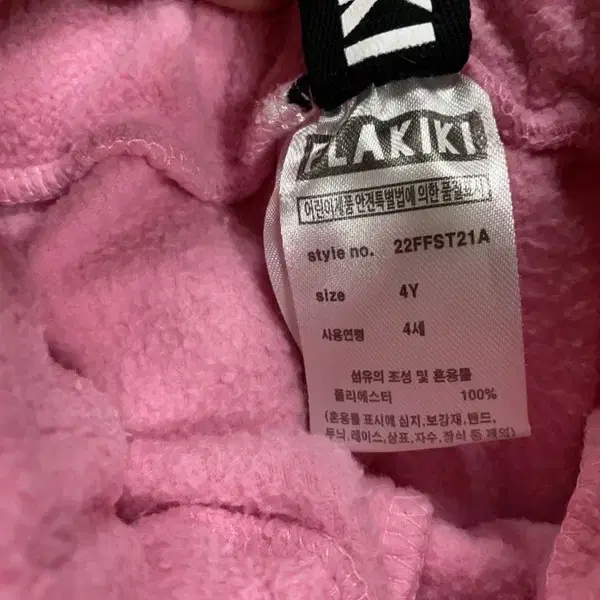 KI
FLAKIKI
어린이제품 안전특별법에 의한 품질표시
style no. 22FFST21A
size 4Y
사용연령 4세
섬유의 조성 및 혼용률
폴리에스터 100%
(혼용률 표시에 심지,보강재,밴드,
무늬,레이스,상표,자수,장식 등 제외)